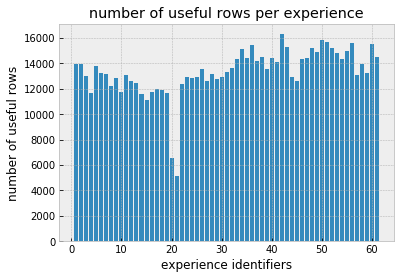 number of useful rows per experience
number of useful rows
16000
14000
12000
10000
8000
6000
4000
2000
0
0 10 20 30 40 50 60
experience identifiers